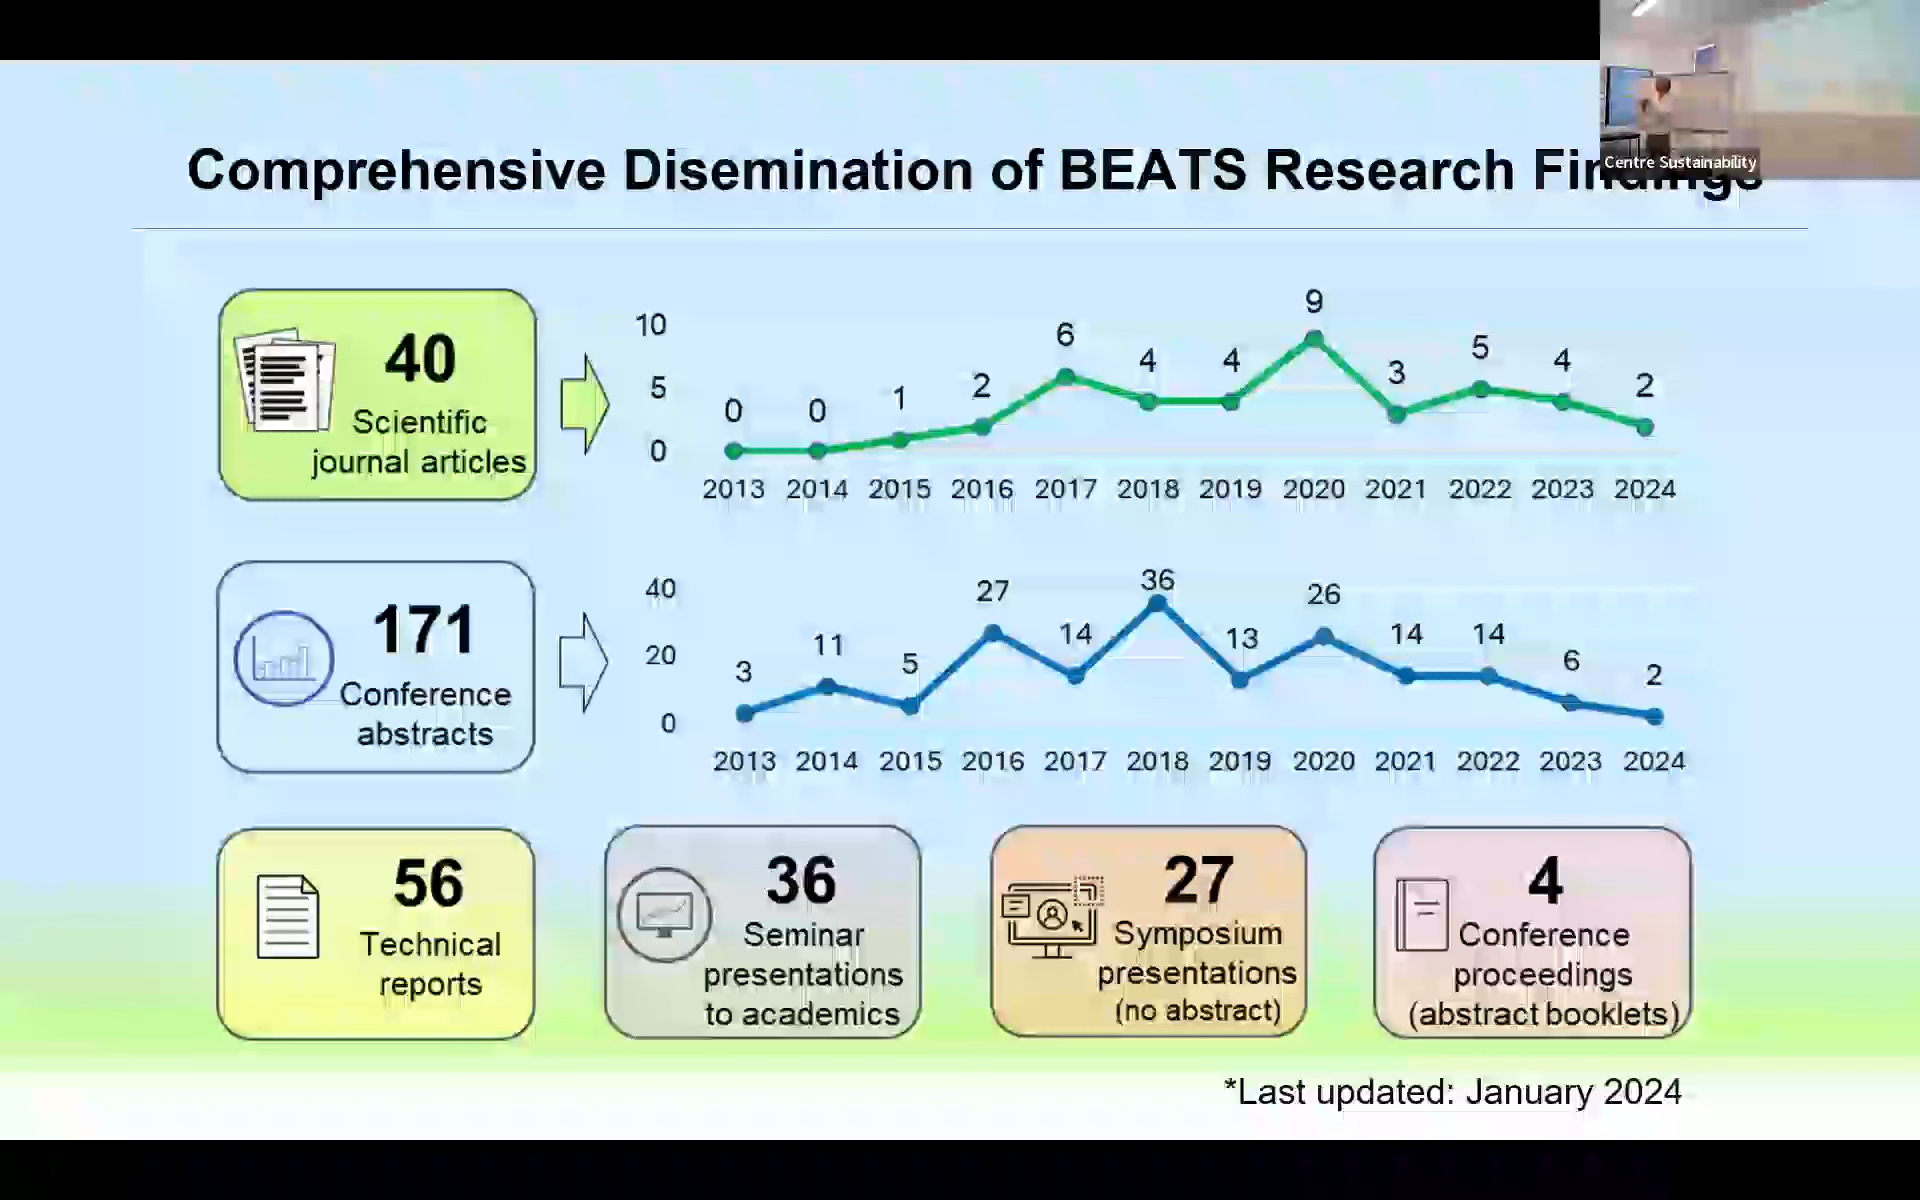 Comprehensive Disemination of BEATS Research Findings
Centre Sustainability
40
Scientific
journal articles
10
5
0
0 0 1 2 6 4 4 9 3 5 4 2
2013 2014 2015 2016 2017 2018 2019 2020 2021 2022 2023 2024
171
Conference
abstracts
40
20
0
3 11 5 27 14 36 13 26 14 14 6 2
2013 2014 2015 2016 2017 2018 2019 2020 2021 2022 2023 2024
56
Technical
reports
36
Seminar
presentations
to academics
27
Symposium
presentations
(no abstract)
4
Conference
proceedings
(abstract booklets)
*Last updated: January 2024